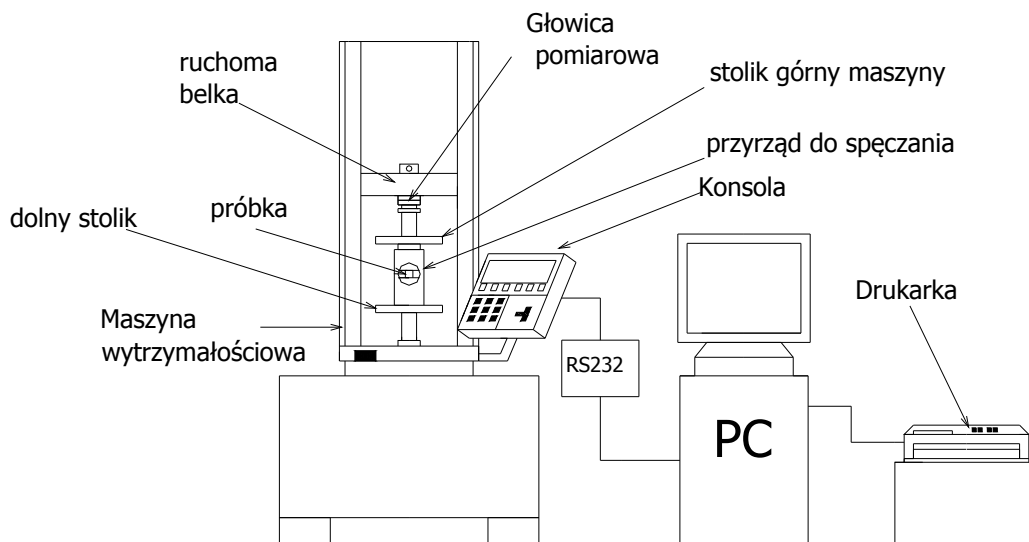 Głowica
pomiarowa
ruchoma
belka
stolik górny maszyny
przyrząd do spęczania
Konsola
próbka
dolny stolik
Drukarka
Maszyna
wytrzymałościowa
RS232
PC